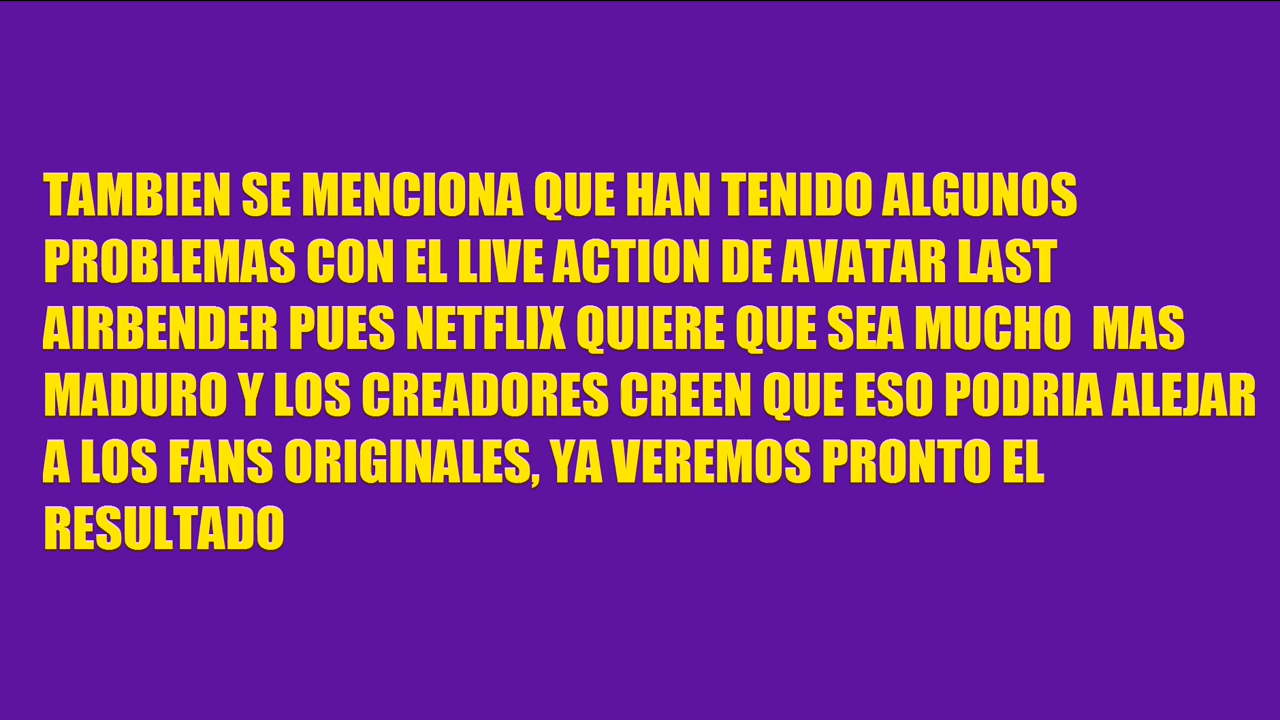 TAMBIEN SE MENCIONA QUE HAN TENIDO ALGUNOS
PROBLEMAS CON EL LIVE ACTION DE AVATAR LAST
AIRBENDER PUES NETFLIX QUIERE QUE SEA MUCHO  MAS
MADURO Y LOS CREADORES CREEN QUE ESO PODRIA ALEJAR
A LOS FANS ORIGINALES, YA VEREMOS PRONTO EL
RESULTADO